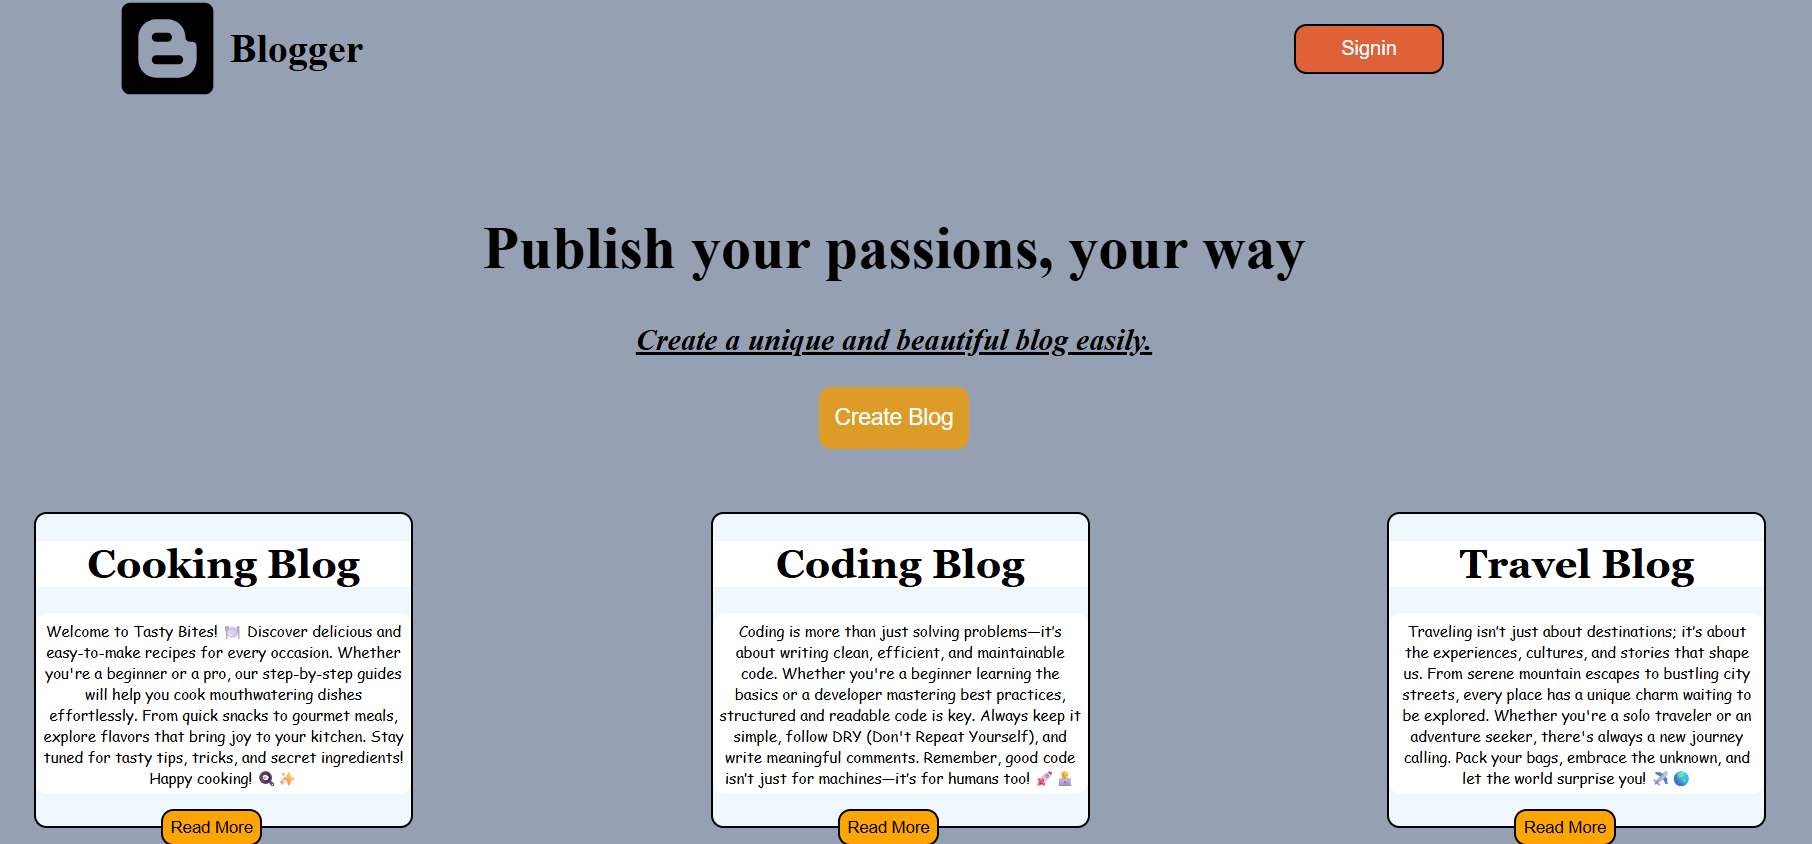 Blogger
Signin
Publish your passions, your way
Create a unique and beautiful blog easily.
Create Blog
Cooking Blog
Welcome to Tasty Bites! 🍽️ Discover delicious and
easy-to-make recipes for every occasion. Whether
you're a beginner or a pro, our step-by-step guides
will help you cook mouthwatering dishes
effortlessly. From quick snacks to gourmet meals,
explore flavors that bring joy to your kitchen. Stay
tuned for tasty tips, tricks, and secret ingredients!
Happy cooking! 🍳✨
Read More
Coding Blog
Coding is more than just solving problems—it's
about writing clean, efficient, and maintainable
code. Whether you're a beginner learning the
basics or a developer mastering best practices,
structured and readable code is key. Always keep it
simple, follow DRY (Don't Repeat Yourself), and
write meaningful comments. Remember, good code
isn't just for machines—it's for humans too! 🚀👨‍💻
Read More
Travel Blog
Traveling isn't just about destinations; it's about
the experiences, cultures, and stories that shape
us. From serene mountain escapes to bustling city
streets, every place has a unique charm waiting to
be explored. Whether you're a solo traveler or an
adventure seeker, there's always a new journey
calling. Pack your bags, embrace the unknown, and
let the world surprise you! ✈️🌎
Read More